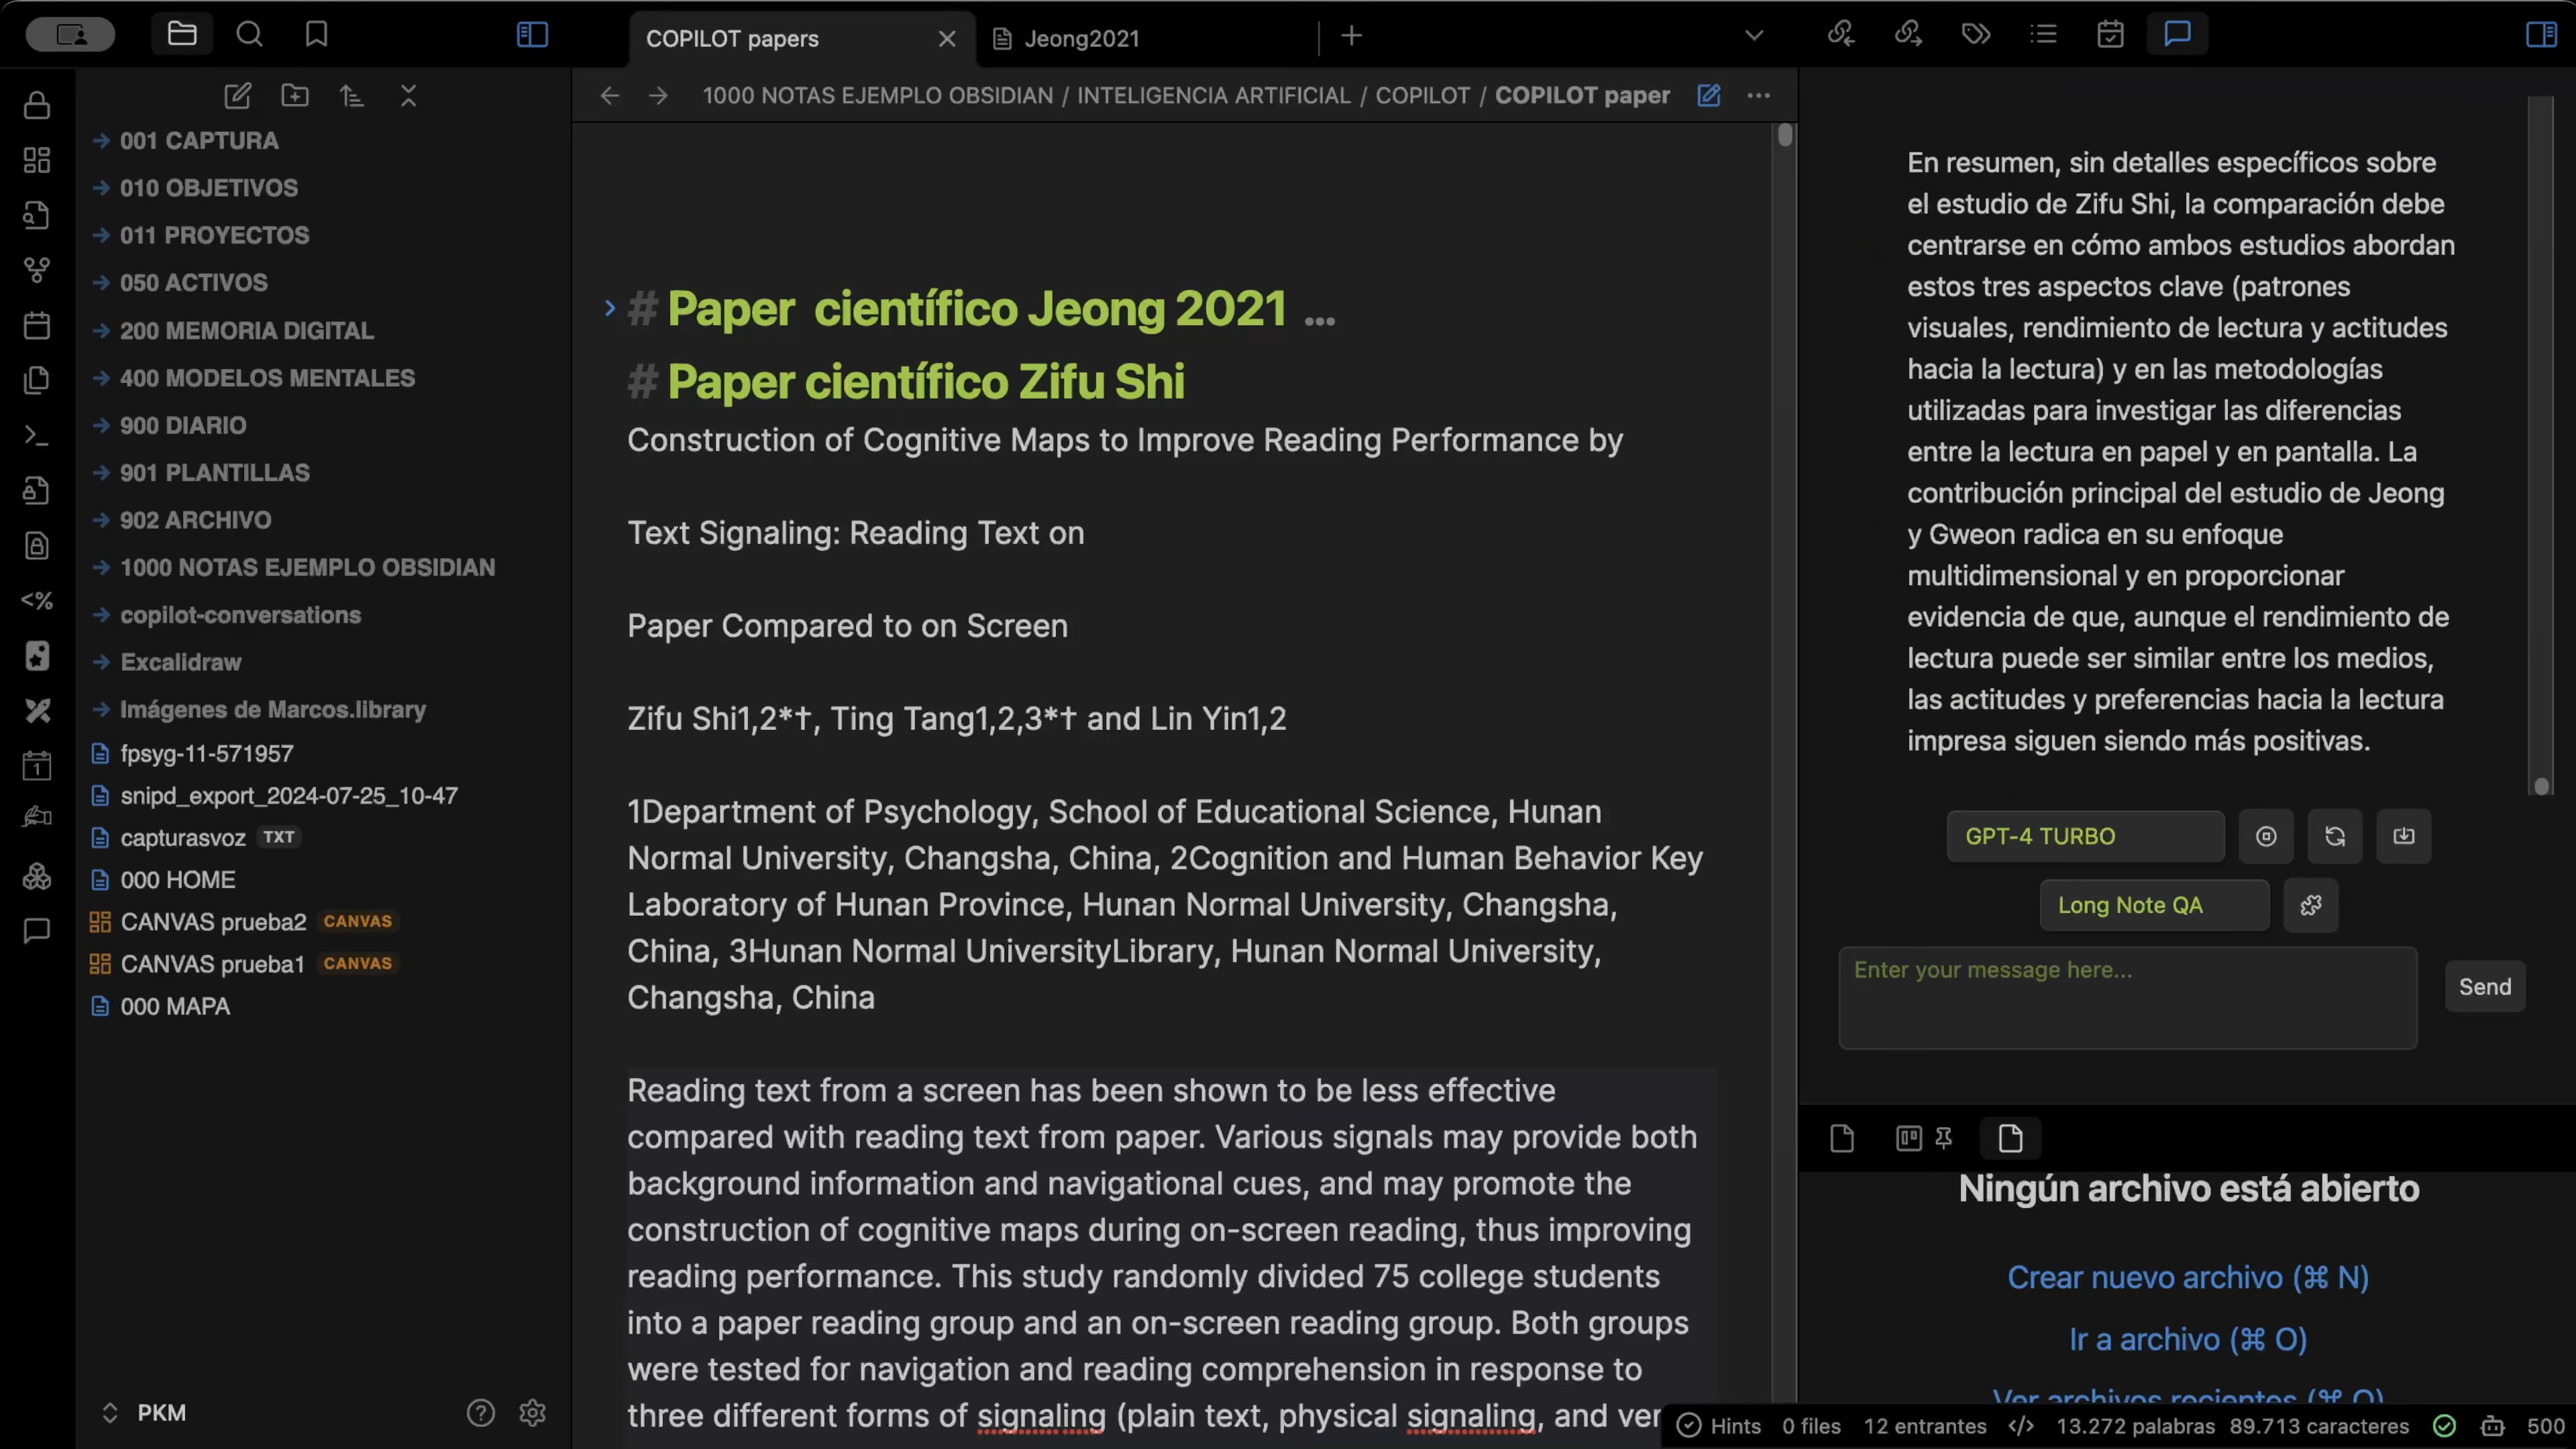 COPILOT papers
Jeong2021
1000 NOTAS EJEMPLO OBSIDIAN / INTELIGENCIA ARTIFICIAL / COPILOT / COPILOT paper
001 CAPTURA
010 OBJETIVOS
011 PROYECTOS
050 ACTIVOS
200 MEMORIA DIGITAL
400 MODELOS MENTALES
900 DIARIO
901 PLANTILLAS
902 ARCHIVO
1000 NOTAS EJEMPLO OBSIDIAN
copilot-conversations
Excalidraw
Imágenes de Marcos.library
fpsyg-11-571957
snipd_export_2024-07-25_10-47
capturasvoz TXT
000 HOME
CANVAS prueba2 CANVAS
CANVAS prueba1 CANVAS
000 MAPA
PKM
# Paper científico Jeong 2021 ...
# Paper científico Zifu Shi
Construction of Cognitive Maps to Improve Reading Performance by
Text Signaling: Reading Text on
Paper Compared to on Screen
Zifu Shi1,2*†, Ting Tang1,2,3*† and Lin Yin1,2
1Department of Psychology, School of Educational Science, Hunan
Normal University, Changsha, China, 2Cognition and Human Behavior Key
Laboratory of Hunan Province, Hunan Normal University, Changsha,
China, 3Hunan Normal UniversityLibrary, Hunan Normal University,
Changsha, China
Reading text from a screen has been shown to be less effective
compared with reading text from paper. Various signals may provide both
background information and navigational cues, and may promote the
construction of cognitive maps during on-screen reading, thus improving
reading performance. This study randomly divided 75 college students
into a paper reading group and an on-screen reading group. Both groups
were tested for navigation and reading comprehension in response to
three different forms of signaling (plain text, physical signaling, and ver
En resumen, sin detalles específicos sobre
el estudio de Zifu Shi, la comparación debe
centrarse en cómo ambos estudios abordan
estos tres aspectos clave (patrones
visuales, rendimiento de lectura y actitudes
hacia la lectura) y en las metodologías
utilizadas para investigar las diferencias
entre la lectura en papel y en pantalla. La
contribución principal del estudio de Jeong
y Gweon radica en su enfoque
multidimensional y en proporcionar
evidencia de que, aunque el rendimiento de
lectura puede ser similar entre los medios,
las actitudes y preferencias hacia la lectura
impresa siguen siendo más positivas.
GPT-4 TURBO
Long Note QA
Enter your message here...
Send
Ningún archivo está abierto
Crear nuevo archivo (⌘ N)
Ir a archivo (⌘ O)
Ver archivos recientes (⌘ O)
Hints 0 files 12 entrantes </> 13.272 palabras 89.713 caracteres 500